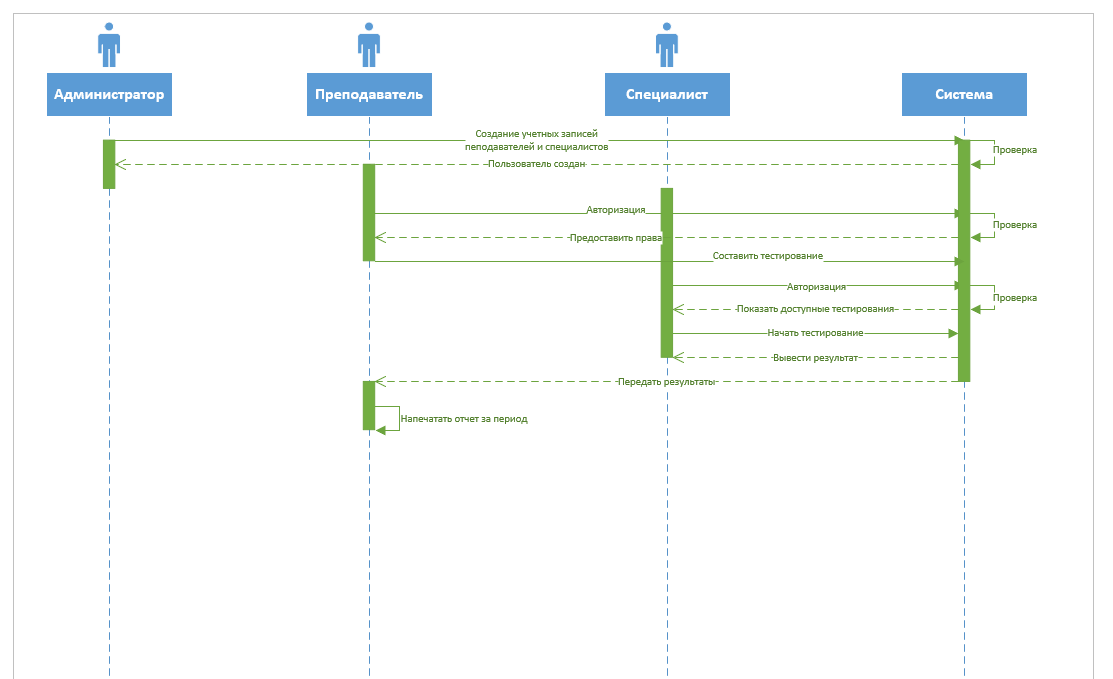 Администратор
Преподаватель
Специалист
Система
Создание учетных записей
пеподавателей и специалистов
Проверка
Пользователь создан
Авторизация
Проверка
Предоставить права
Составить тестирование
Авторизация
Проверка
Показать доступные тестирования
Начать тестирование
Вывести результат
Передать результаты
Напечатать отчет за период